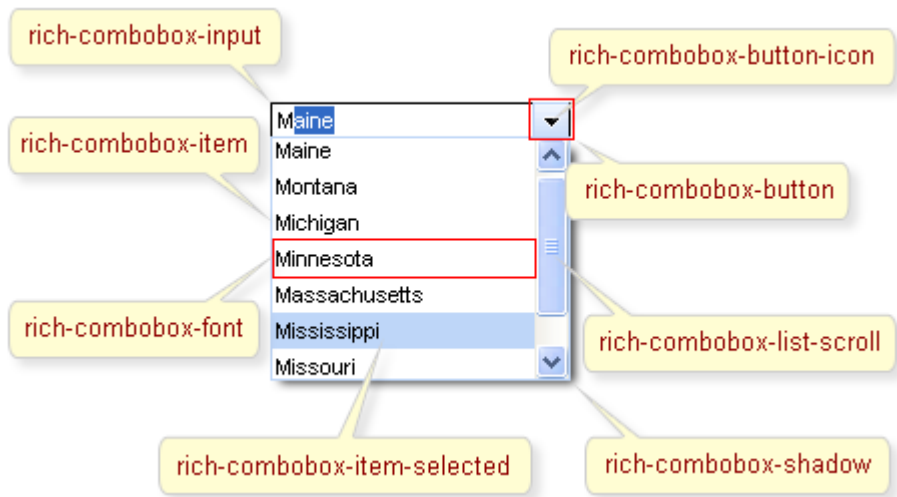 rich-combobox-input
rich-combobox-button-icon
Maine
rich-combobox-item
Maine
rich-combobox-button
Montana
Michigan
Minnesota
Massachusetts
rich-combobox-font
Mississippi
rich-combobox-list-scroll
Missouri
rich-combobox-item-selected
rich-combobox-shadow